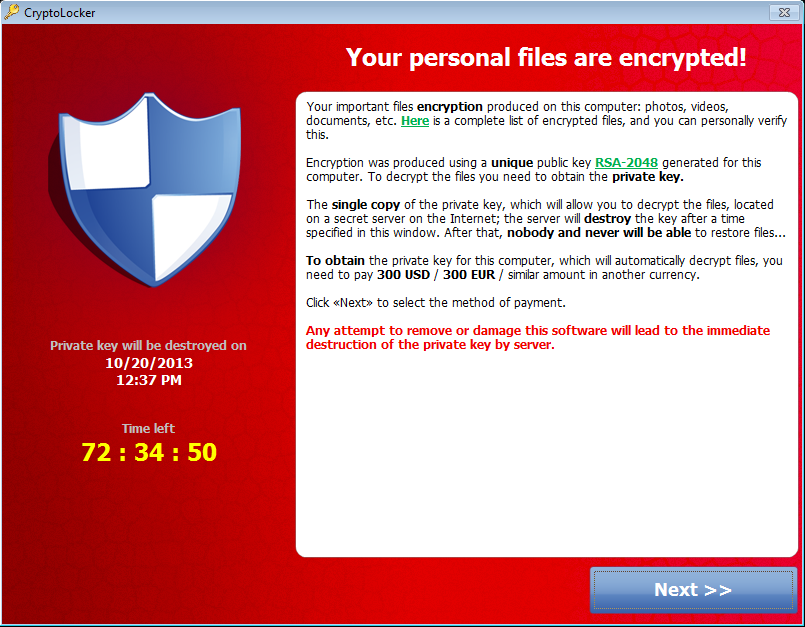 CryptoLocker
Your personal files are encrypted!
Your important files encryption produced on this computer: photos, videos,
documents, etc. Here is a complete list of encrypted files, and you can personally verify
this.
Encryption was produced using a unique public key RSA-2048 generated for this
computer. To decrypt the files you need to obtain the private key.
The single copy of the private key, which will allow you to decrypt the files, located
on a secret server on the Internet; the server will destroy the key after a time
specified in this window. After that, nobody and never will be able to restore files...
To obtain the private key for this computer, which will automatically decrypt files, you
need to pay 300 USD / 300 EUR / similar amount in another currency.
Click «Next» to select the method of payment.
Any attempt to remove or damage this software will lead to the immediate
destruction of the private key by server.
Private key will be destroyed on
10/20/2013
12:37 PM
Time left
72 : 34 : 50
Next >>